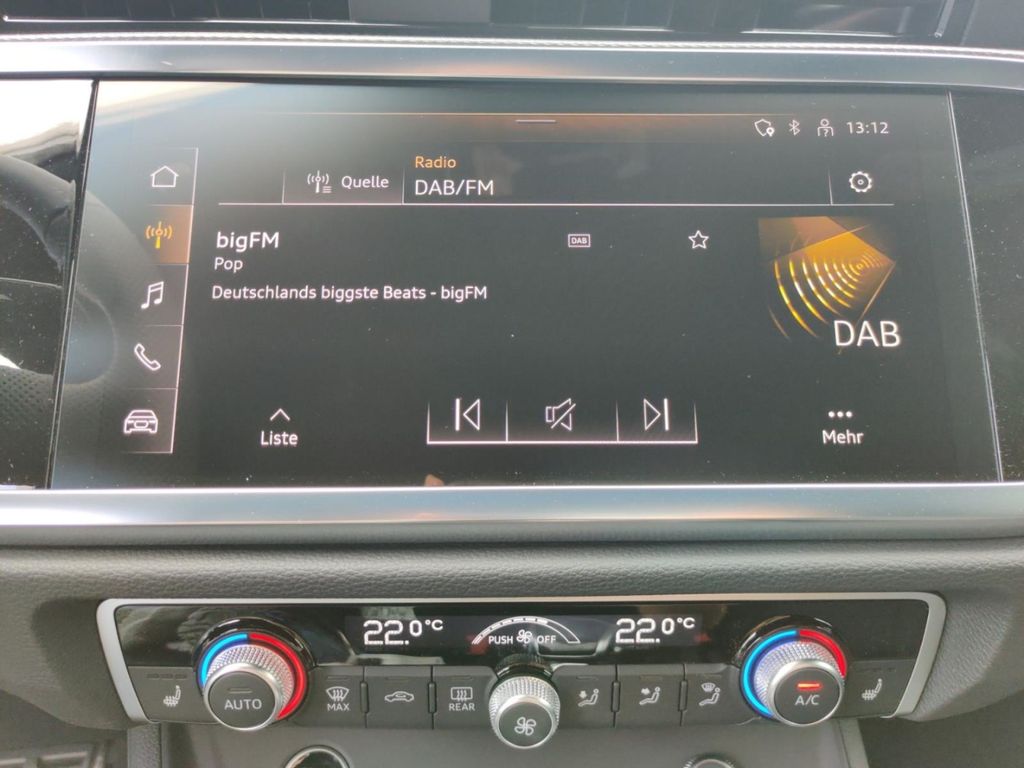 13:12
Radio
Quelle
DAB/FM
bigFM
DAB
Pop
Deutschlands biggste Beats - bigFM
DAB
Liste
Mehr
22.0°C
PUSH OFF
22.0°C
AUTO
MAX
REAR
A/C